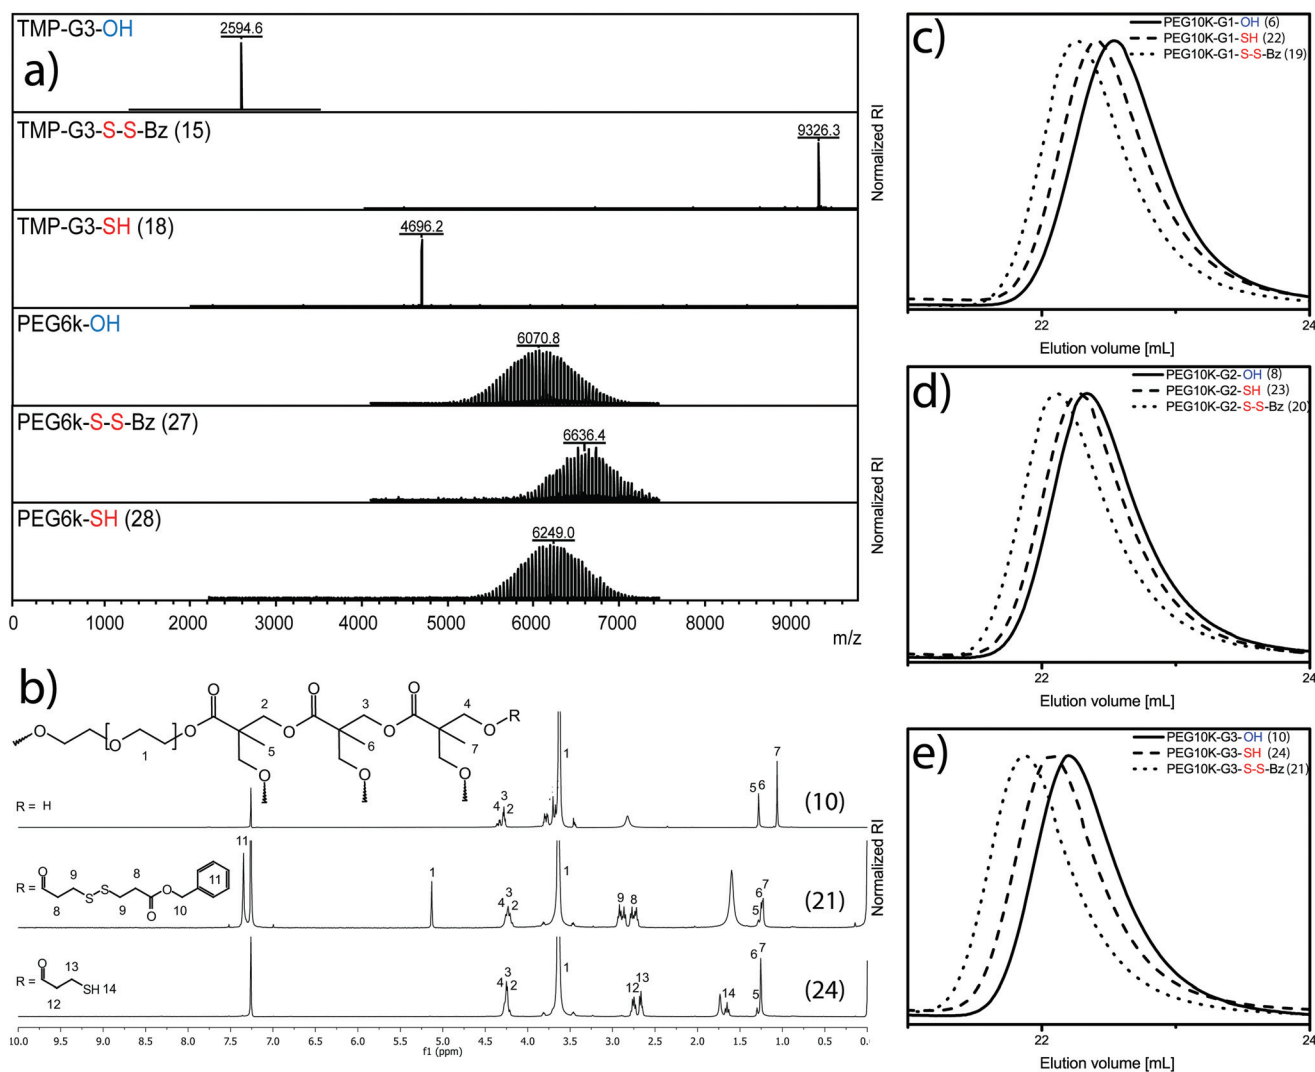 a)
TMP-G3-OH
2594.6
TMP-G3-S-S-Bz (15)
9326.3
TMP-G3-SH (18)
4696.2
PEG6k-OH
6070.8
PEG6k-S-S-Bz (27)
6636.4
PEG6k-SH (28)
6249.0
0 1000 2000 3000 4000 5000 6000 7000 8000 9000
m/z
b)
O O O
2 3 4
O O O O O O R
1 5 6 7
O O O
R = H
4 3 2 1 5 6 7
(10)
R = O 8 9 S S 9 8 O O 10 11
11 1 4 3 2 1 9 8 5 6 7
(21)
R = O 12 13 SH 14
4 3 2 1 12 13 14 5 6 7
(24)
10.0 9.5 9.0 8.5 8.0 7.5 7.0 6.5 6.0 5.5 5.0 4.5 4.0 3.5 3.0 2.5 2.0 1.5 1.0 0.5 0.
f1 (ppm)
c)
PEG10K-G1-OH (6)
PEG10K-G1-SH (22)
PEG10K-G1-S-S-Bz (19)
Normalized RI
22 24
Elution volume [mL]
d)
PEG10K-G2-OH (8)
PEG10K-G2-SH (23)
PEG10K-G2-S-S-Bz (20)
Normalized RI
22 24
Elution volume [mL]
e)
PEG10K-G3-OH (10)
PEG10K-G3-SH (24)
PEG10K-G3-S-S-Bz (21)
Normalized RI
22 24
Elution volume [mL]